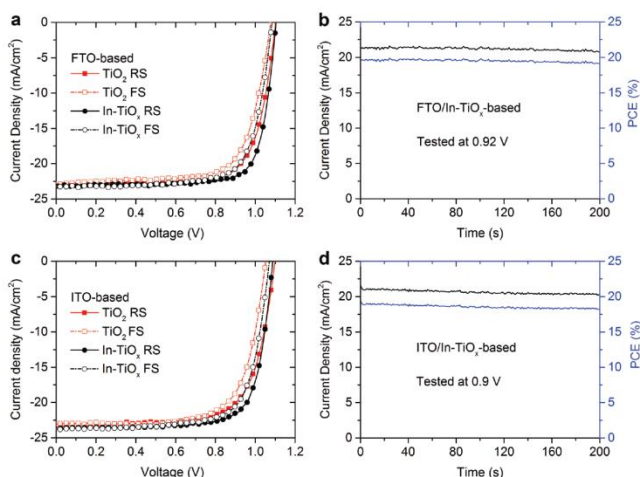 a
FTO-based
TiO₂ RS
TiO₂ FS
In-TiOₓ RS
In-TiOₓ FS
Current Density (mA/cm²)
0
-5
-10
-15
-20
-25
0.0 0.2 0.4 0.6 0.8 1.0 1.2
Voltage (V)
b
Current Density (mA/cm²)
25
20
15
10
5
0
FTO/In-TiOₓ-based
Tested at 0.92 V
25
20
15
10
5
0
PCE (%)
0 40 80 120 160 200
Time (s)
c
ITO-based
TiO₂ RS
TiO₂ FS
In-TiOₓ RS
In-TiOₓ FS
Current density (mA/cm²)
0
-5
-10
-15
-20
-25
0.0 0.2 0.4 0.6 0.8 1.0 1.2
Voltage (V)
d
Current Density (mA/cm²)
25
20
15
10
5
0
ITO/In-TiOₓ-based
Tested at 0.9 V
25
20
15
10
5
0
PCE (%)
0 40 80 120 160 200
Time (s)